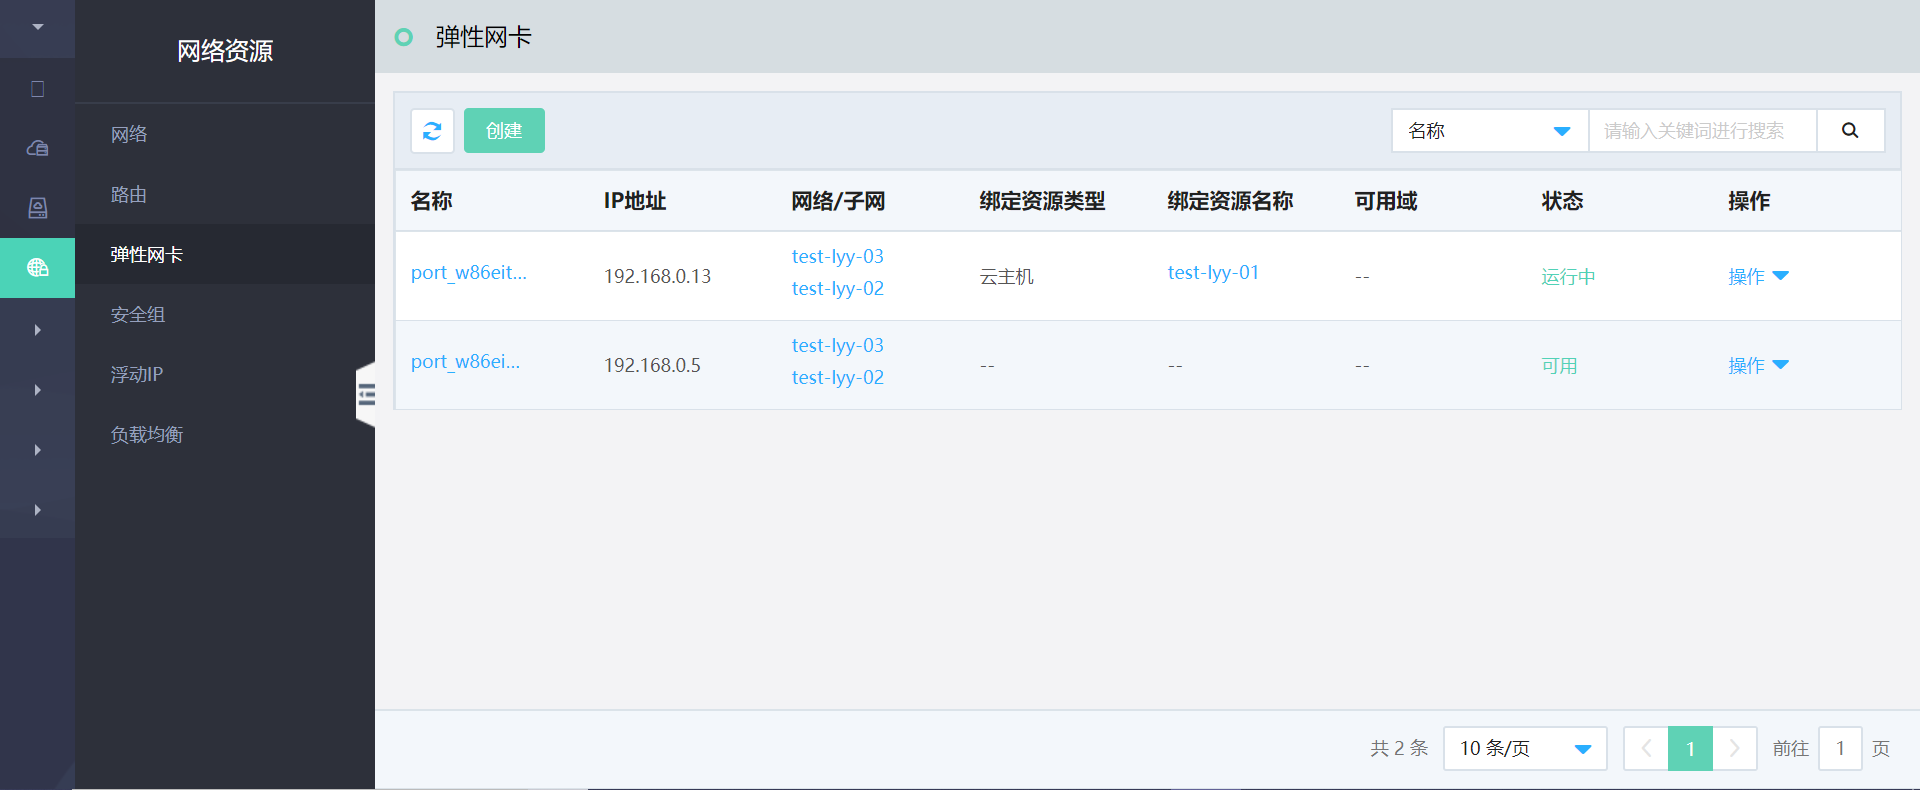 网络资源
网络
路由
弹性网卡
安全组
浮动IP
负载均衡
弹性网卡
创建
名称
请输入关键词进行搜索
名称 IP地址 网络/子网 绑定资源类型 绑定资源名称 可用域 状态 操作
port_w86eit... 192.168.0.13 test-lyy-03 云主机 test-lyy-01 -- 运行中 操作
test-lyy-02
port_w86ei... 192.168.0.5 test-lyy-03 -- -- -- 可用 操作
test-lyy-02
共 2 条 10 条/页 1 前往 1 页